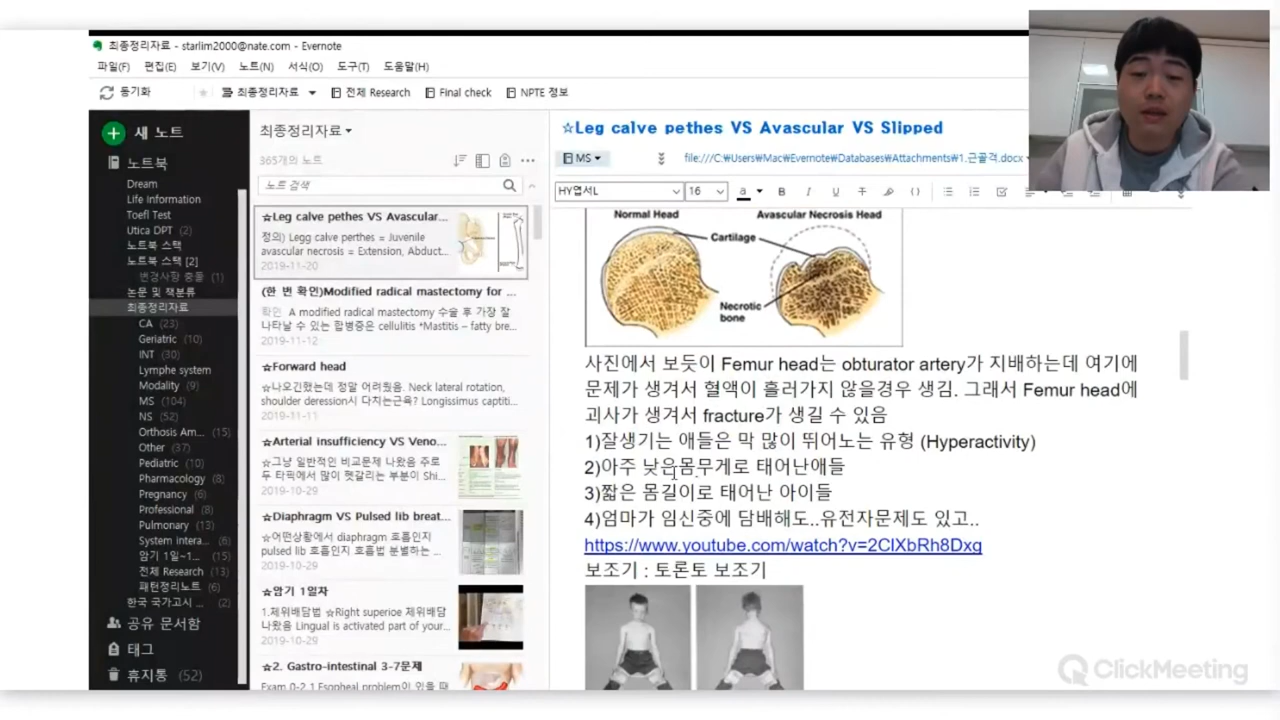 최종정리자료 - starlim2000@nate.com - Evernote
파일(F) 편집(E) 보기(V) 노트(N) 서식(O) 도구(T) 도움말(H)
동기화 최종정리자료 전제 Research Final check NPTE 정보
새 노트
노트북
Dream
Life Information
Toefl Test
Utica DPT (2)
노트북 스택
노트북 스택 [2]
변경사항 충돌 (1)
논문 및 책분류
최종정리자료
CA (23)
Geriatric (10)
INT (30)
Lymphe system
Modality (9)
MS (104)
NS (52)
Orthosis Am... (15)
Other (37)
Pediatric (10)
Pharmacology (8)
Pregnancy (6)
Professional (8)
Pulmonary (13)
System intera... (6)
암기 1일~1... (15)
전체 Research (13)
패턴정리노트 (6)
한국 국가고시 ... (2)
공유 문서함
태그
휴지통 (52)
최종정리자료
365개의 노트
노트 검색
☆Leg calve pethes VS Avascular...
정의) Legg calve perthes = Juvenile
avascular necrosis = Extension, Abduct...
2019-11-20
(한 번 확인)Modified radical mastectomy for ...
확인 A modified radical mastectomy 수술 후 가장 잘
나타날 수 있는 합병증은 cellulitis *Mastitis – fatty bre...
2019-11-12
☆Forward head
☆나오긴했는데 정말 어려웠음. Neck lateral rotation,
shoulder deression시 다치는근육? Longissimus captiti...
2019-11-11
☆Arterial insufficiency VS Veno...
☆그냥 일반적인 비교문제 나왔음 주로
두 타픽에서 많이 헷갈리는 부분이 Shi...
2019-10-29
☆Diaphragm VS Pulsed lib breat...
☆어떤상황에서 diaphragm 호흡인지
pulsed lib 호흡인지 호흡법 분별하는 ...
2019-10-29
☆암기 1일차
1.체위배담법 ☆Right superioe 체위배담
나왔음 Lingual is activated part of your...
2019-10-29
☆2. Gastro-intestinal 3-7문제
Exam 0-2 1 Esopheal problem이 있을 때
☆Leg calve pethes VS Avascular VS Slipped
MS file:///C:₩Users₩Mac₩Evernote₩Databases₩Attachments₩1.근골격.docx
HY엽서L 16 a B I U T
Normal Head Avascular Necrosis Head
Cartilage
Necrotic
bone
사진에서 보듯이 Femur head는 obturator artery가 지배하는데 여기에
문제가 생겨서 혈액이 흘러가지 않을경우 생김. 그래서 Femur head에
괴사가 생겨서 fracture가 생길 수 있음
1)잘생기는 애들은 막 많이 뛰어노는 유형 (Hyperactivity)
2)아주 낮은몸무게로 태어난애들
3)짧은 몸길이로 태어난 아이들
4)엄마가 임신중에 담배해도..유전자문제도 있고..
https://www.youtube.com/watch?v=2ClXbRh8Dxg
보조기 : 토론토 보조기
ClickMeeting